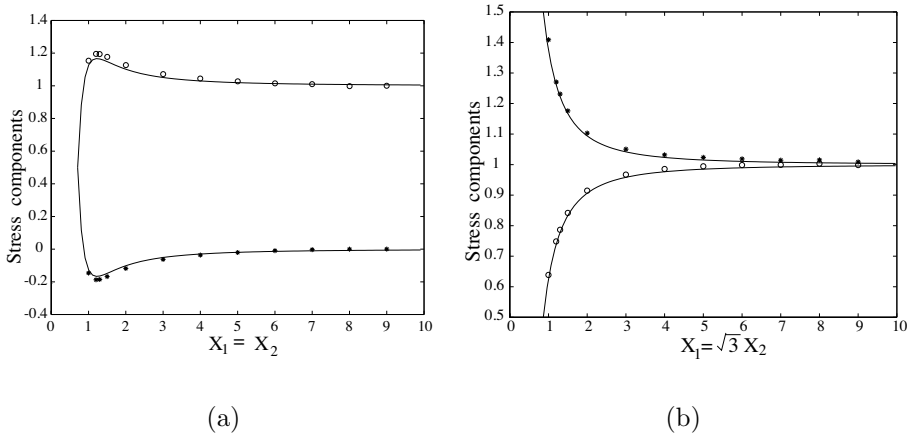 1.4
1.2
1
0.8
0.6
0.4
0.2
0
-0.2
-0.4
Stress components
0 1 2 3 4 5 6 7 8 9 10
X₁ = X₂
(a)
1.5
1.4
1.3
1.2
1.1
1
0.9
0.8
0.7
0.6
0.5
Stress components
0 1 2 3 4 5 6 7 8 9 10
X₁=√3 X₂
(b)